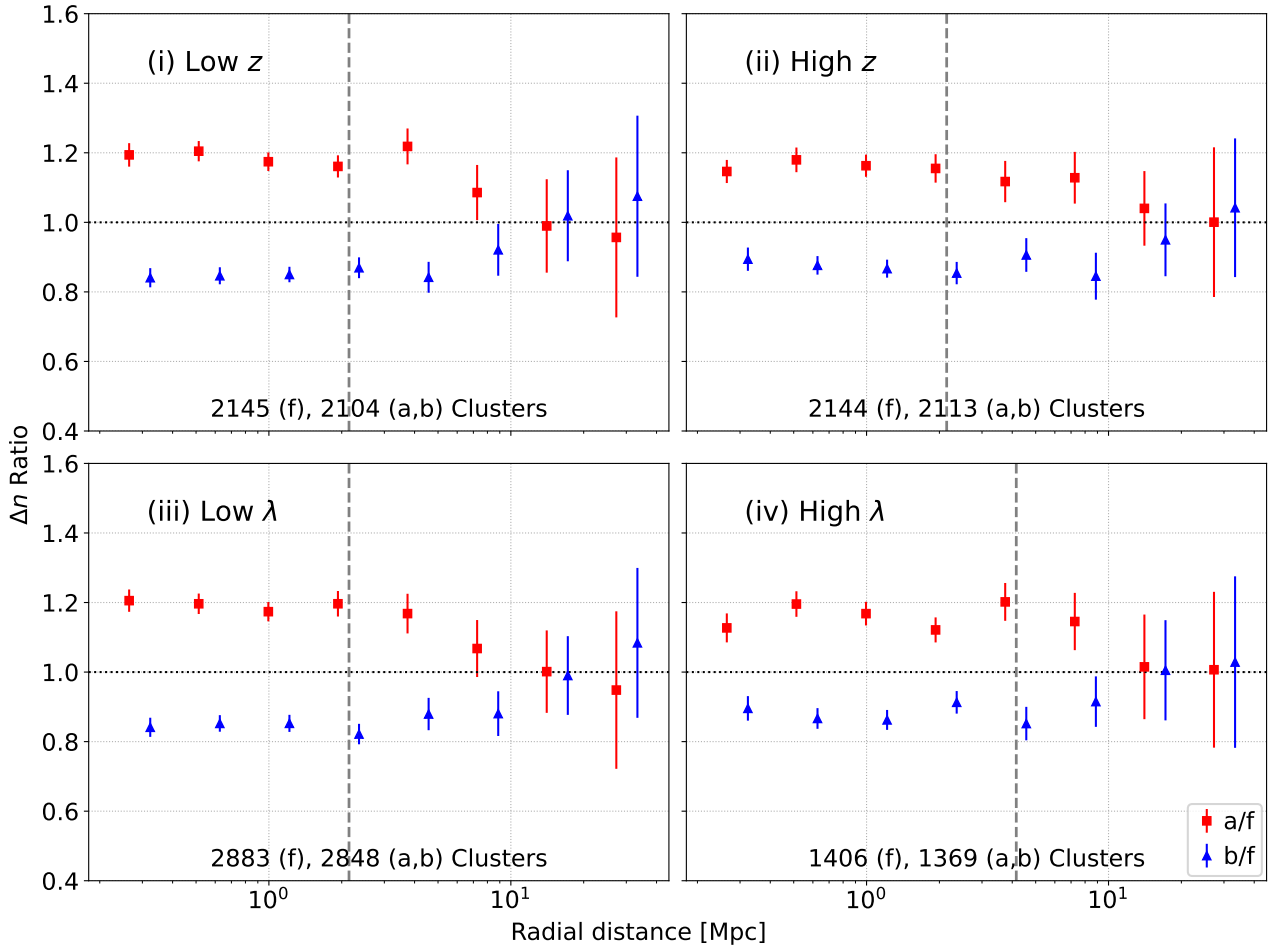 1.6
1.4
1.2
1.0
0.8
0.6
0.4
(i) Low z
2145 (f), 2104 (a,b) Clusters
(ii) High z
2144 (f), 2113 (a,b) Clusters
Δn Ratio
1.6
1.4
1.2
1.0
0.8
0.6
0.4
(iii) Low λ
2883 (f), 2848 (a,b) Clusters
(iv) High λ
1406 (f), 1369 (a,b) Clusters
a/f
b/f
10⁰ 10¹ 10⁰ 10¹
Radial distance [Mpc]